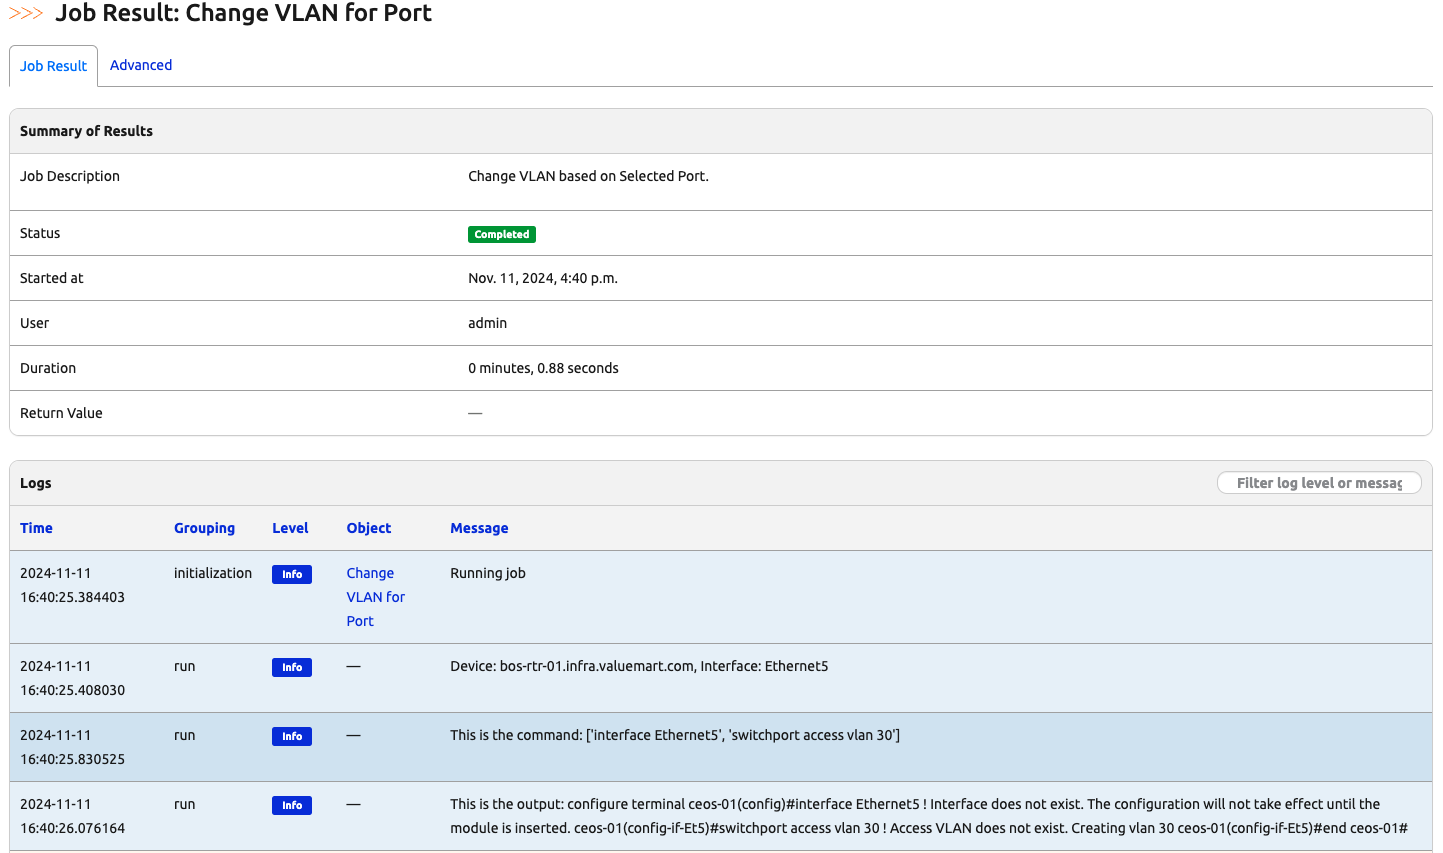 >>> Job Result: Change VLAN for Port
Job Result Advanced
Summary of Results
Job Description Change VLAN based on Selected Port.
Status Completed
Started at Nov. 11, 2024, 4:40 p.m.
User admin
Duration 0 minutes, 0.88 seconds
Return Value —
Logs Filter log level or messag
Time Grouping Level Object Message
2024-11-11 initialization Info Change Running job
16:40:25.384403 VLAN for
Port
2024-11-11 run Info — Device: bos-rtr-01.infra.valuemart.com, Interface: Ethernet5
16:40:25.408030
2024-11-11 run Info — This is the command: ['interface Ethernet5', 'switchport access vlan 30']
16:40:25.830525
2024-11-11 run Info — This is the output: configure terminal ceos-01(config)#interface Ethernet5 ! Interface does not exist. The configuration will not take effect until the
16:40:26.076164 module is inserted. ceos-01(config-if-Et5)#switchport access vlan 30 ! Access VLAN does not exist. Creating vlan 30 ceos-01(config-if-Et5)#end ceos-01#